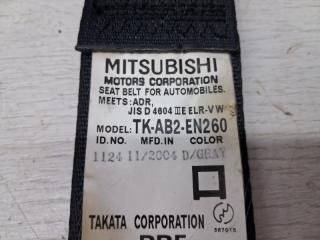 MITSUBISHI
MOTORS CORPORATION
SEAT BELT FOR AUTOMOBILES.
MEETS: ADR,
JIS D 4604 III E ELR-VW
MODEL: TK-AB2-EN260
ID.NO. MFD.IN COLOR
1124 11/2004 D/GRAY
TAKATA CORPORATION